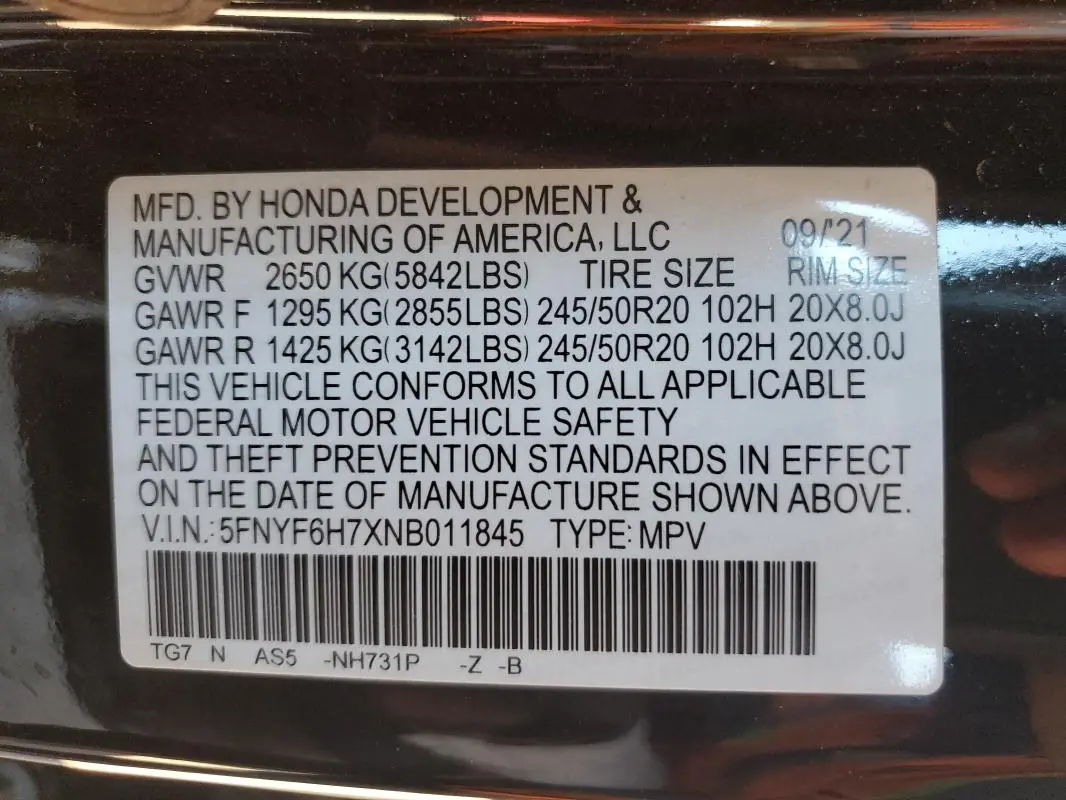 MFD. BY HONDA DEVELOPMENT &
MANUFACTURING OF AMERICA, LLC 09/'21
GVWR 2650 KG(5842LBS) TIRE SIZE RIM SIZE
GAWR F 1295 KG(2855LBS) 245/50R20 102H 20X8.0J
GAWR R 1425 KG(3142LBS) 245/50R20 102H 20X8.0J
THIS VEHICLE CONFORMS TO ALL APPLICABLE
FEDERAL MOTOR VEHICLE SAFETY
AND THEFT PREVENTION STANDARDS IN EFFECT
ON THE DATE OF MANUFACTURE SHOWN ABOVE.
V.I.N.: 5FNYF6H7XNB011845 TYPE: MPV
TG7 N AS5 -NH731P -Z -B